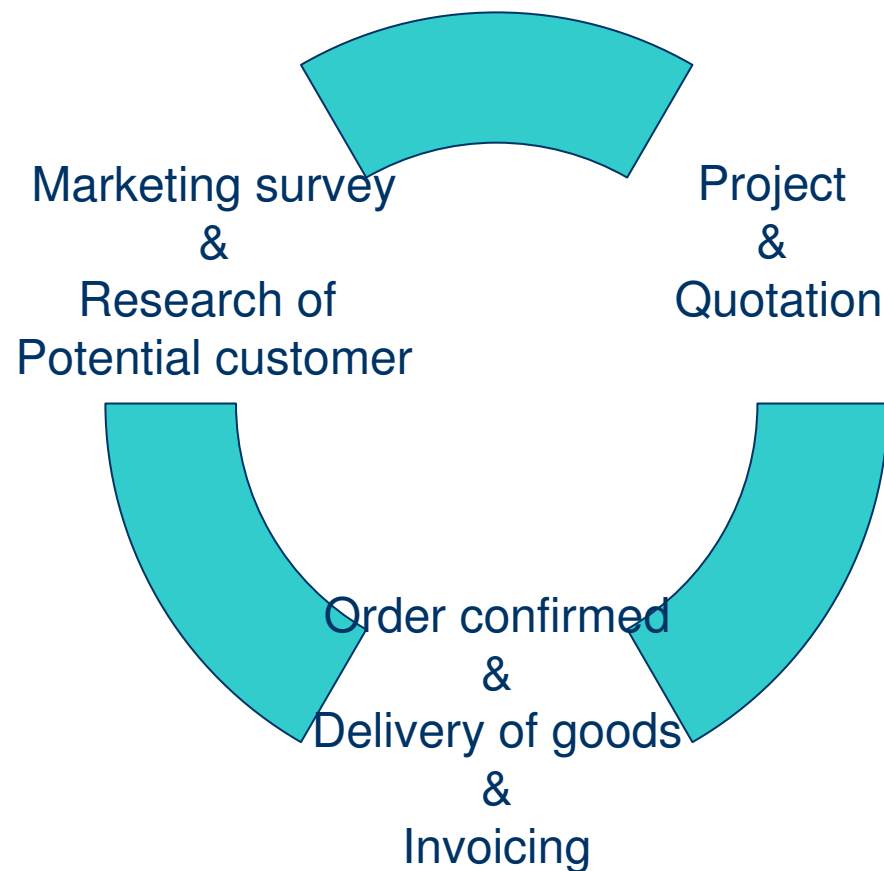 Marketing survey
&
Research of
Potential customer
Project
&
Quotation
Order confirmed
&
Delivery of goods
&
Invoicing